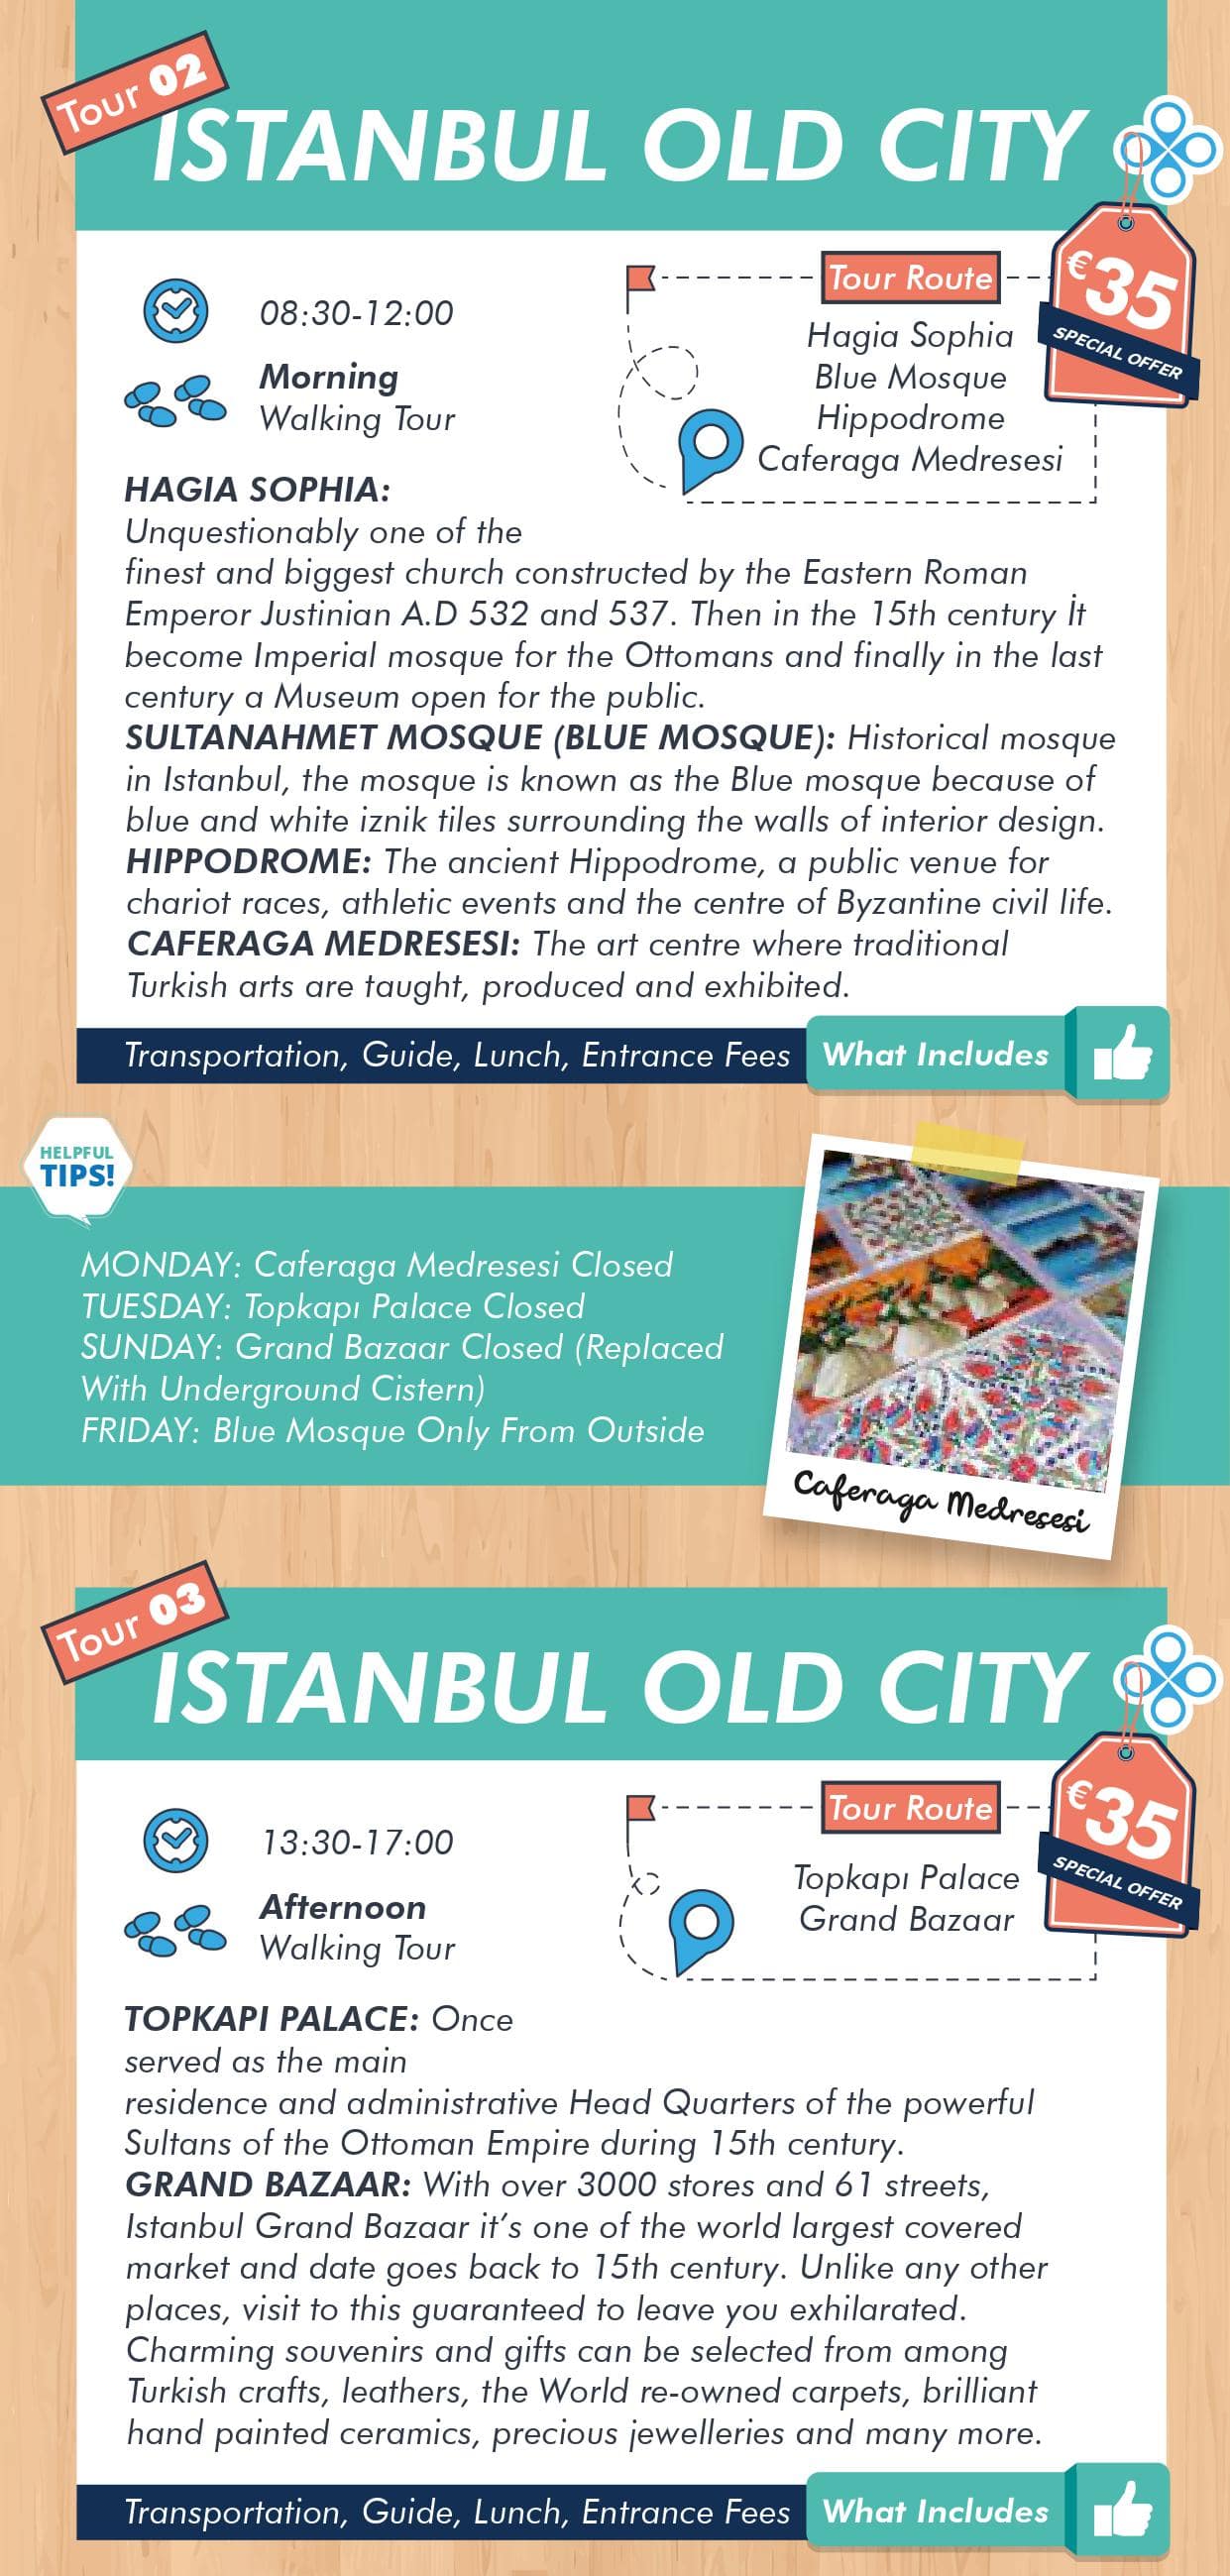 Tour 02
ISTANBUL OLD CITY
€35
SPECIAL OFFER
08:30-12:00
Morning
Walking Tour
Tour Route
Hagia Sophia
Blue Mosque
Hippodrome
Caferaga Medresesi
HAGIA SOPHIA:
Unquestionably one of the
finest and biggest church constructed by the Eastern Roman
Emperor Justinian A.D 532 and 537. Then in the 15th century İt
become Imperial mosque for the Ottomans and finally in the last
century a Museum open for the public.
SULTANAHMET MOSQUE (BLUE MOSQUE): Historical mosque
in Istanbul, the mosque is known as the Blue mosque because of
blue and white iznik tiles surrounding the walls of interior design.
HIPPODROME: The ancient Hippodrome, a public venue for
chariot races, athletic events and the centre of Byzantine civil life.
CAFERAGA MEDRESESI: The art centre where traditional
Turkish arts are taught, produced and exhibited.
Transportation, Guide, Lunch, Entrance Fees What Includes
HELPFUL
TIPS!
MONDAY: Caferaga Medresesi Closed
TUESDAY: Topkapı Palace Closed
SUNDAY: Grand Bazaar Closed (Replaced
With Underground Cistern)
FRIDAY: Blue Mosque Only From Outside
Caferaga Medresesi
Tour 03
ISTANBUL OLD CITY
€35
SPECIAL OFFER
13:30-17:00
Afternoon
Walking Tour
Tour Route
Topkapı Palace
Grand Bazaar
TOPKAPI PALACE: Once
served as the main
residence and administrative Head Quarters of the powerful
Sultans of the Ottoman Empire during 15th century.
GRAND BAZAAR: With over 3000 stores and 61 streets,
Istanbul Grand Bazaar it’s one of the world largest covered
market and date goes back to 15th century. Unlike any other
places, visit to this guaranteed to leave you exhilarated.
Charming souvenirs and gifts can be selected from among
Turkish crafts, leathers, the World re-owned carpets, brilliant
hand painted ceramics, precious jewelleries and many more.
Transportation, Guide, Lunch, Entrance Fees What Includes